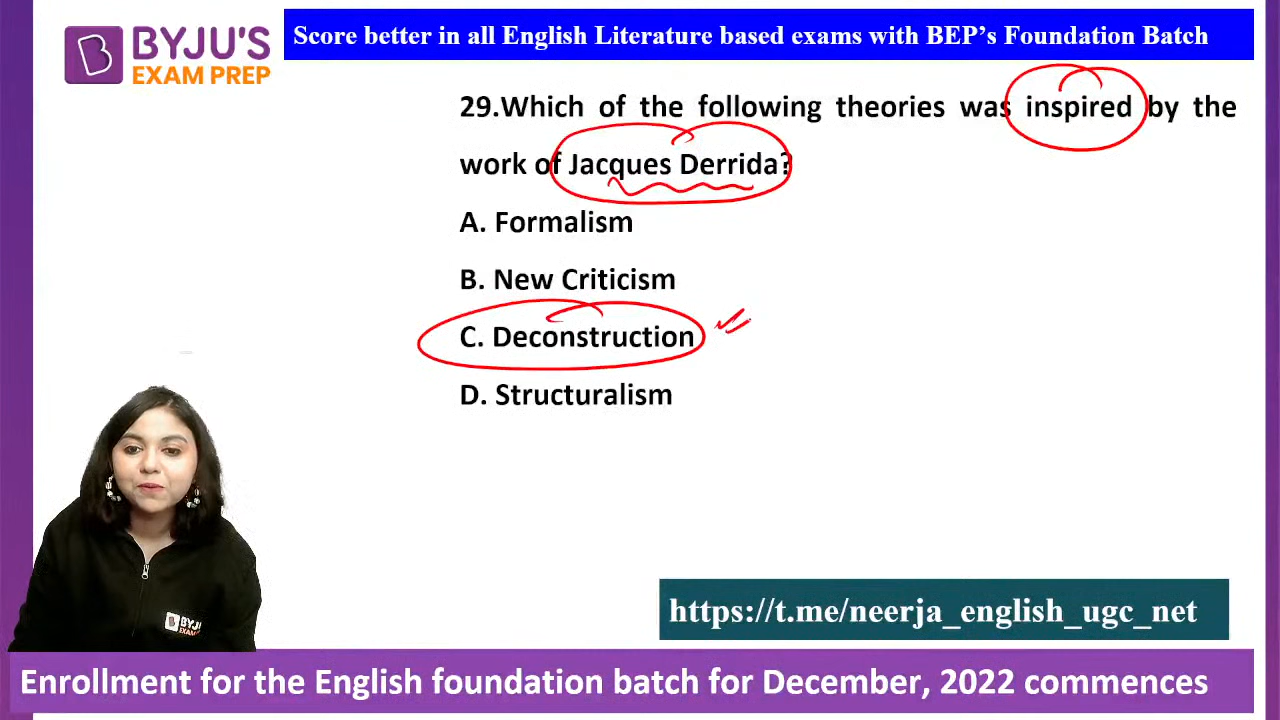 BYJU'S
EXAM PREP
Score better in all English Literature based exams with BEP's Foundation Batch
29.Which of the following theories was inspired by the
work of Jacques Derrida?
A. Formalism
B. New Criticism
C. Deconstruction
D. Structuralism
BYJU
EXAM
https://t.me/neerja_english_ugc_net
Enrollment for the English foundation batch for December, 2022 commences